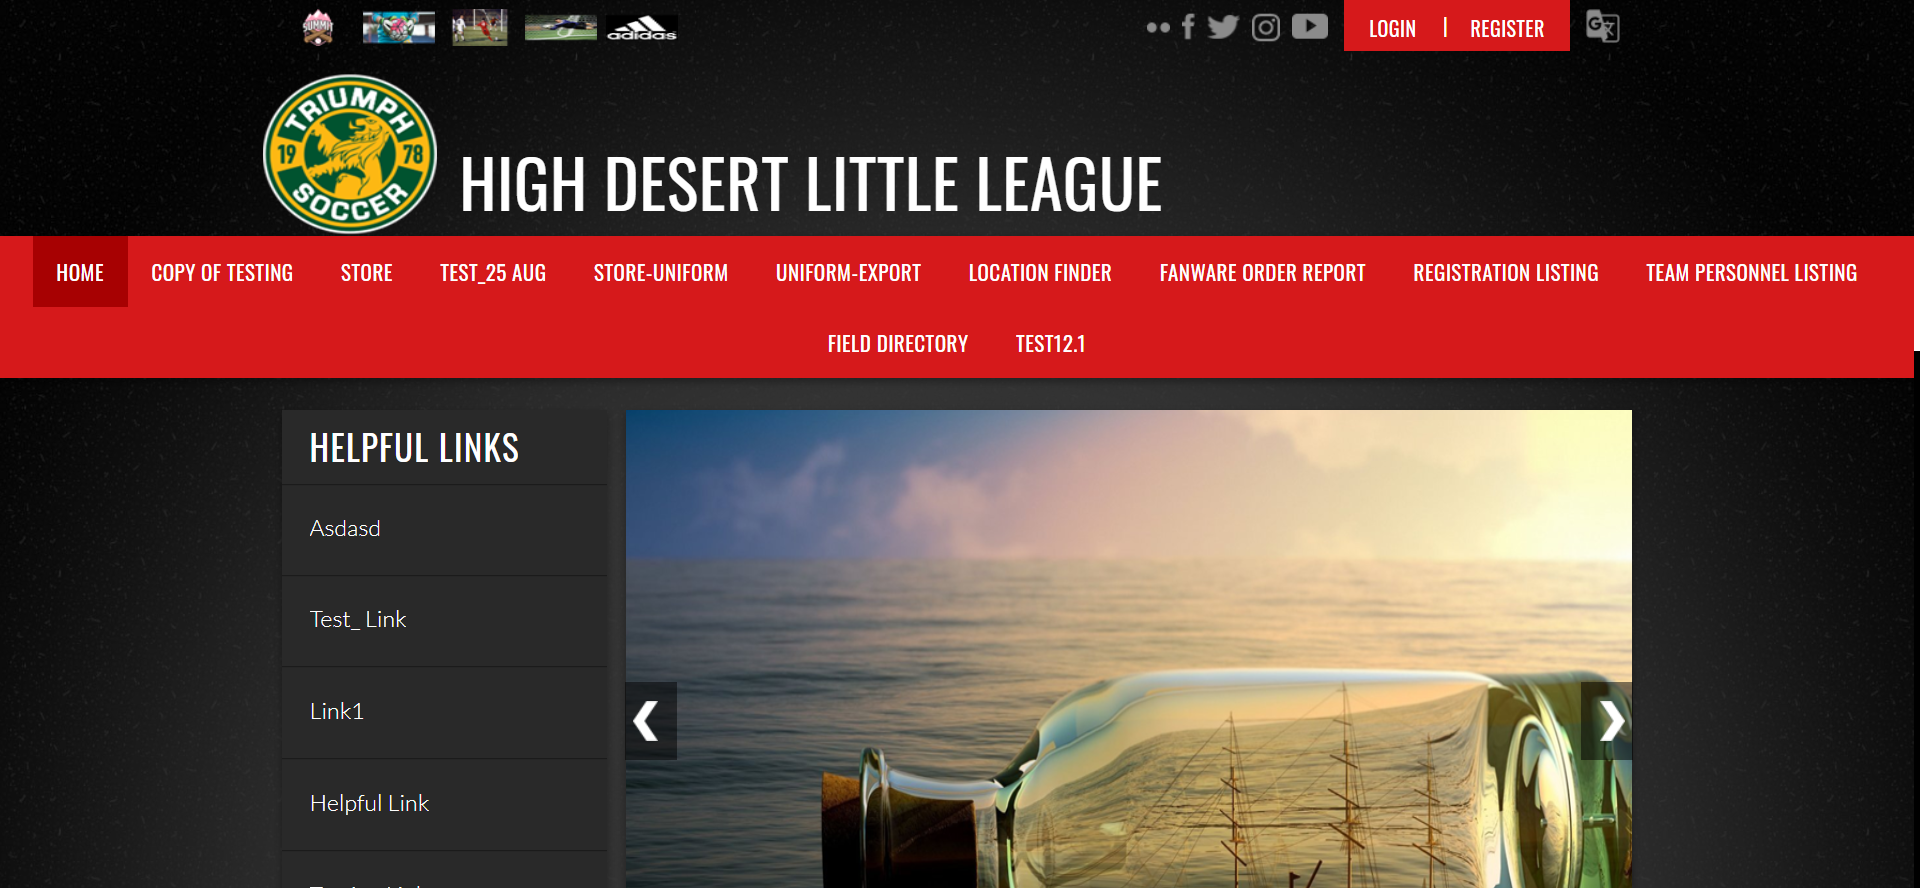 SUMMIT
adidas
LOGIN | REGISTER
TRIUMPH
19 78
SOCCER
HIGH DESERT LITTLE LEAGUE
HOME COPY OF TESTING STORE TEST_25 AUG STORE-UNIFORM UNIFORM-EXPORT LOCATION FINDER FANWARE ORDER REPORT REGISTRATION LISTING TEAM PERSONNEL LISTING
FIELD DIRECTORY TEST12.1
HELPFUL LINKS
Asdasd
Test_ Link
Link1
Helpful Link